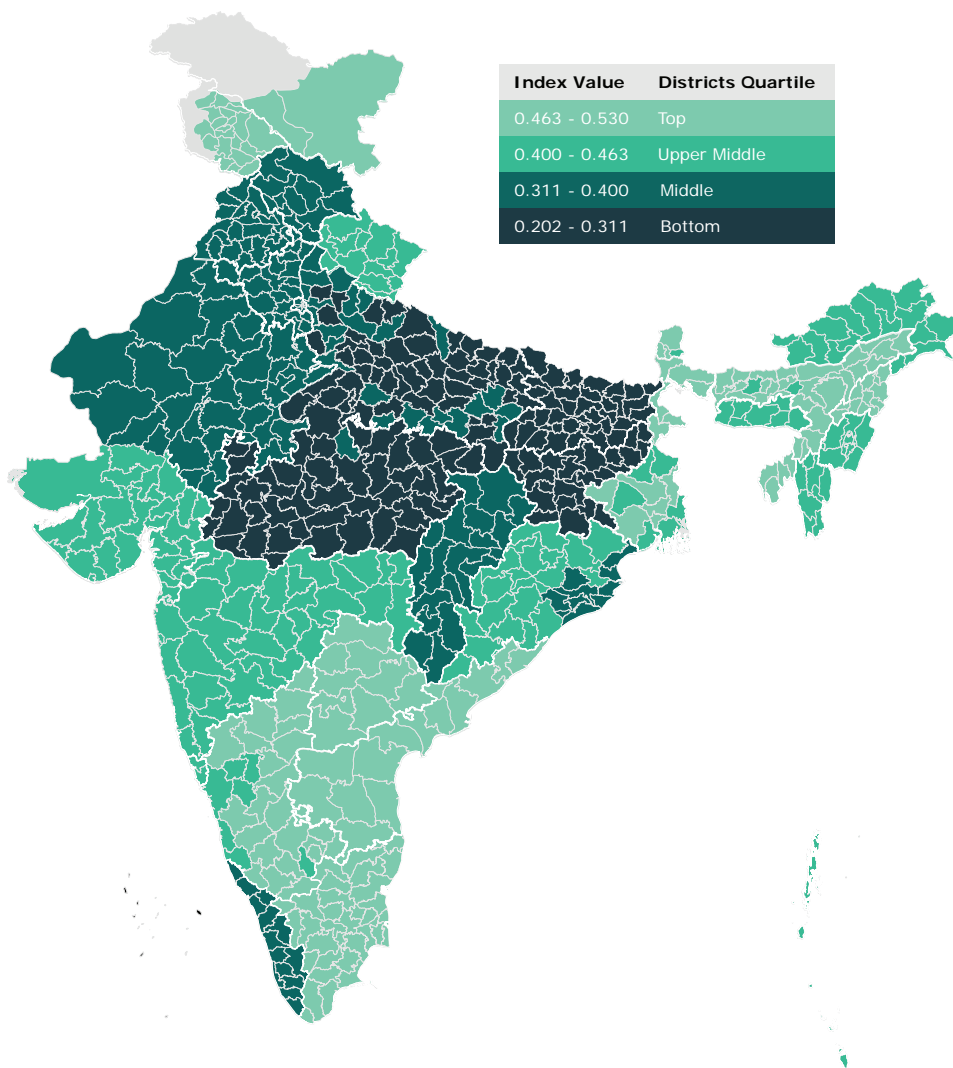 Index Value Districts Quartile
0.463 - 0.530 Top
0.400 - 0.463 Upper Middle
0.311 - 0.400 Middle
0.202 - 0.311 Bottom